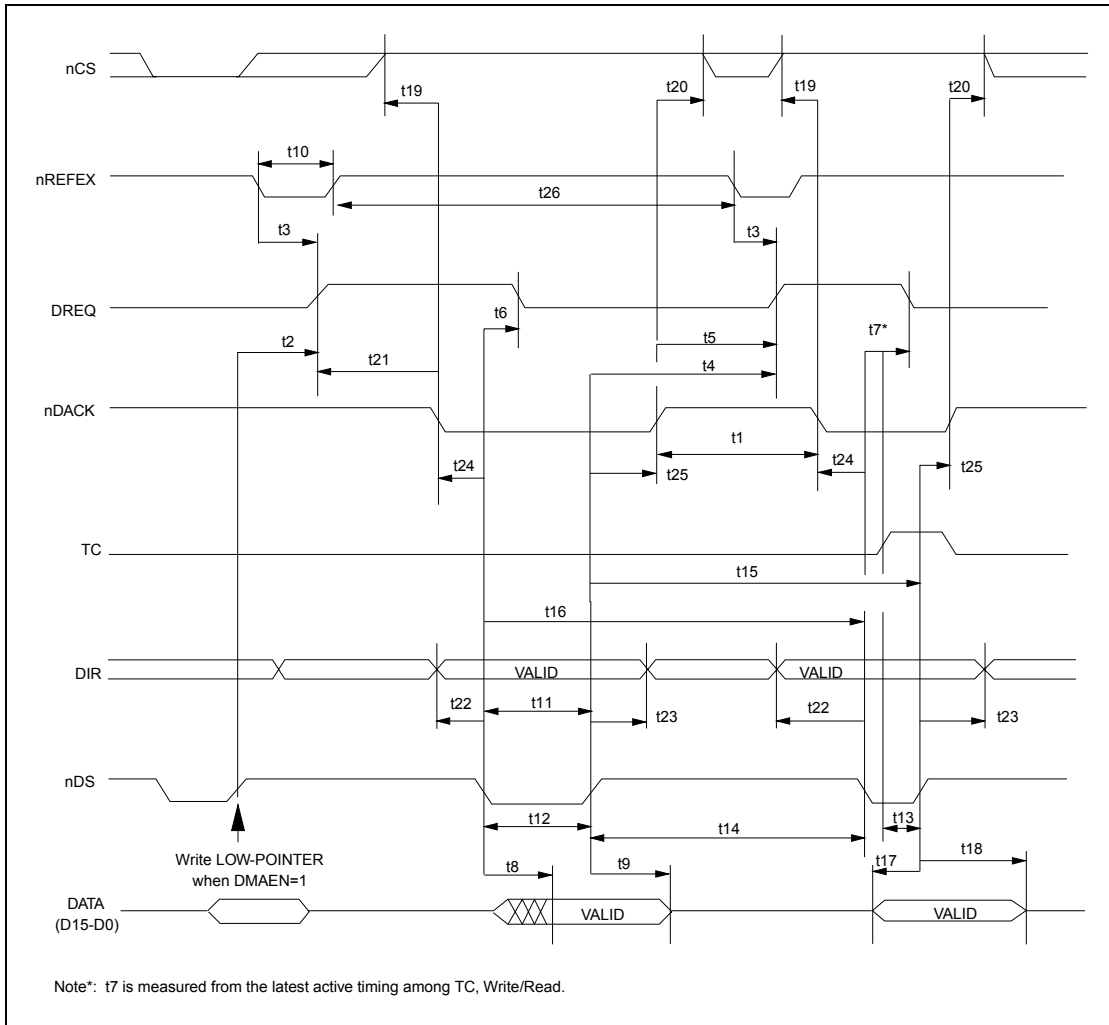 nCS
t19
t20
t19
t20
t10
nREFEX
t26
t3
t3
DREQ
t6
t7*
t5
t2
t21
t4
nDACK
t1
t24
t25
t24
t25
TC
t15
t16
DIR
VALID
VALID
t22
t11
t23
t22
t23
nDS
t12
t14
t13
Write LOW-POINTER
when DMAEN=1
t8
t9
t17
t18
DATA
(D15-D0)
VALID
VALID
Note*: t7 is measured from the latest active timing among TC, Write/Read.